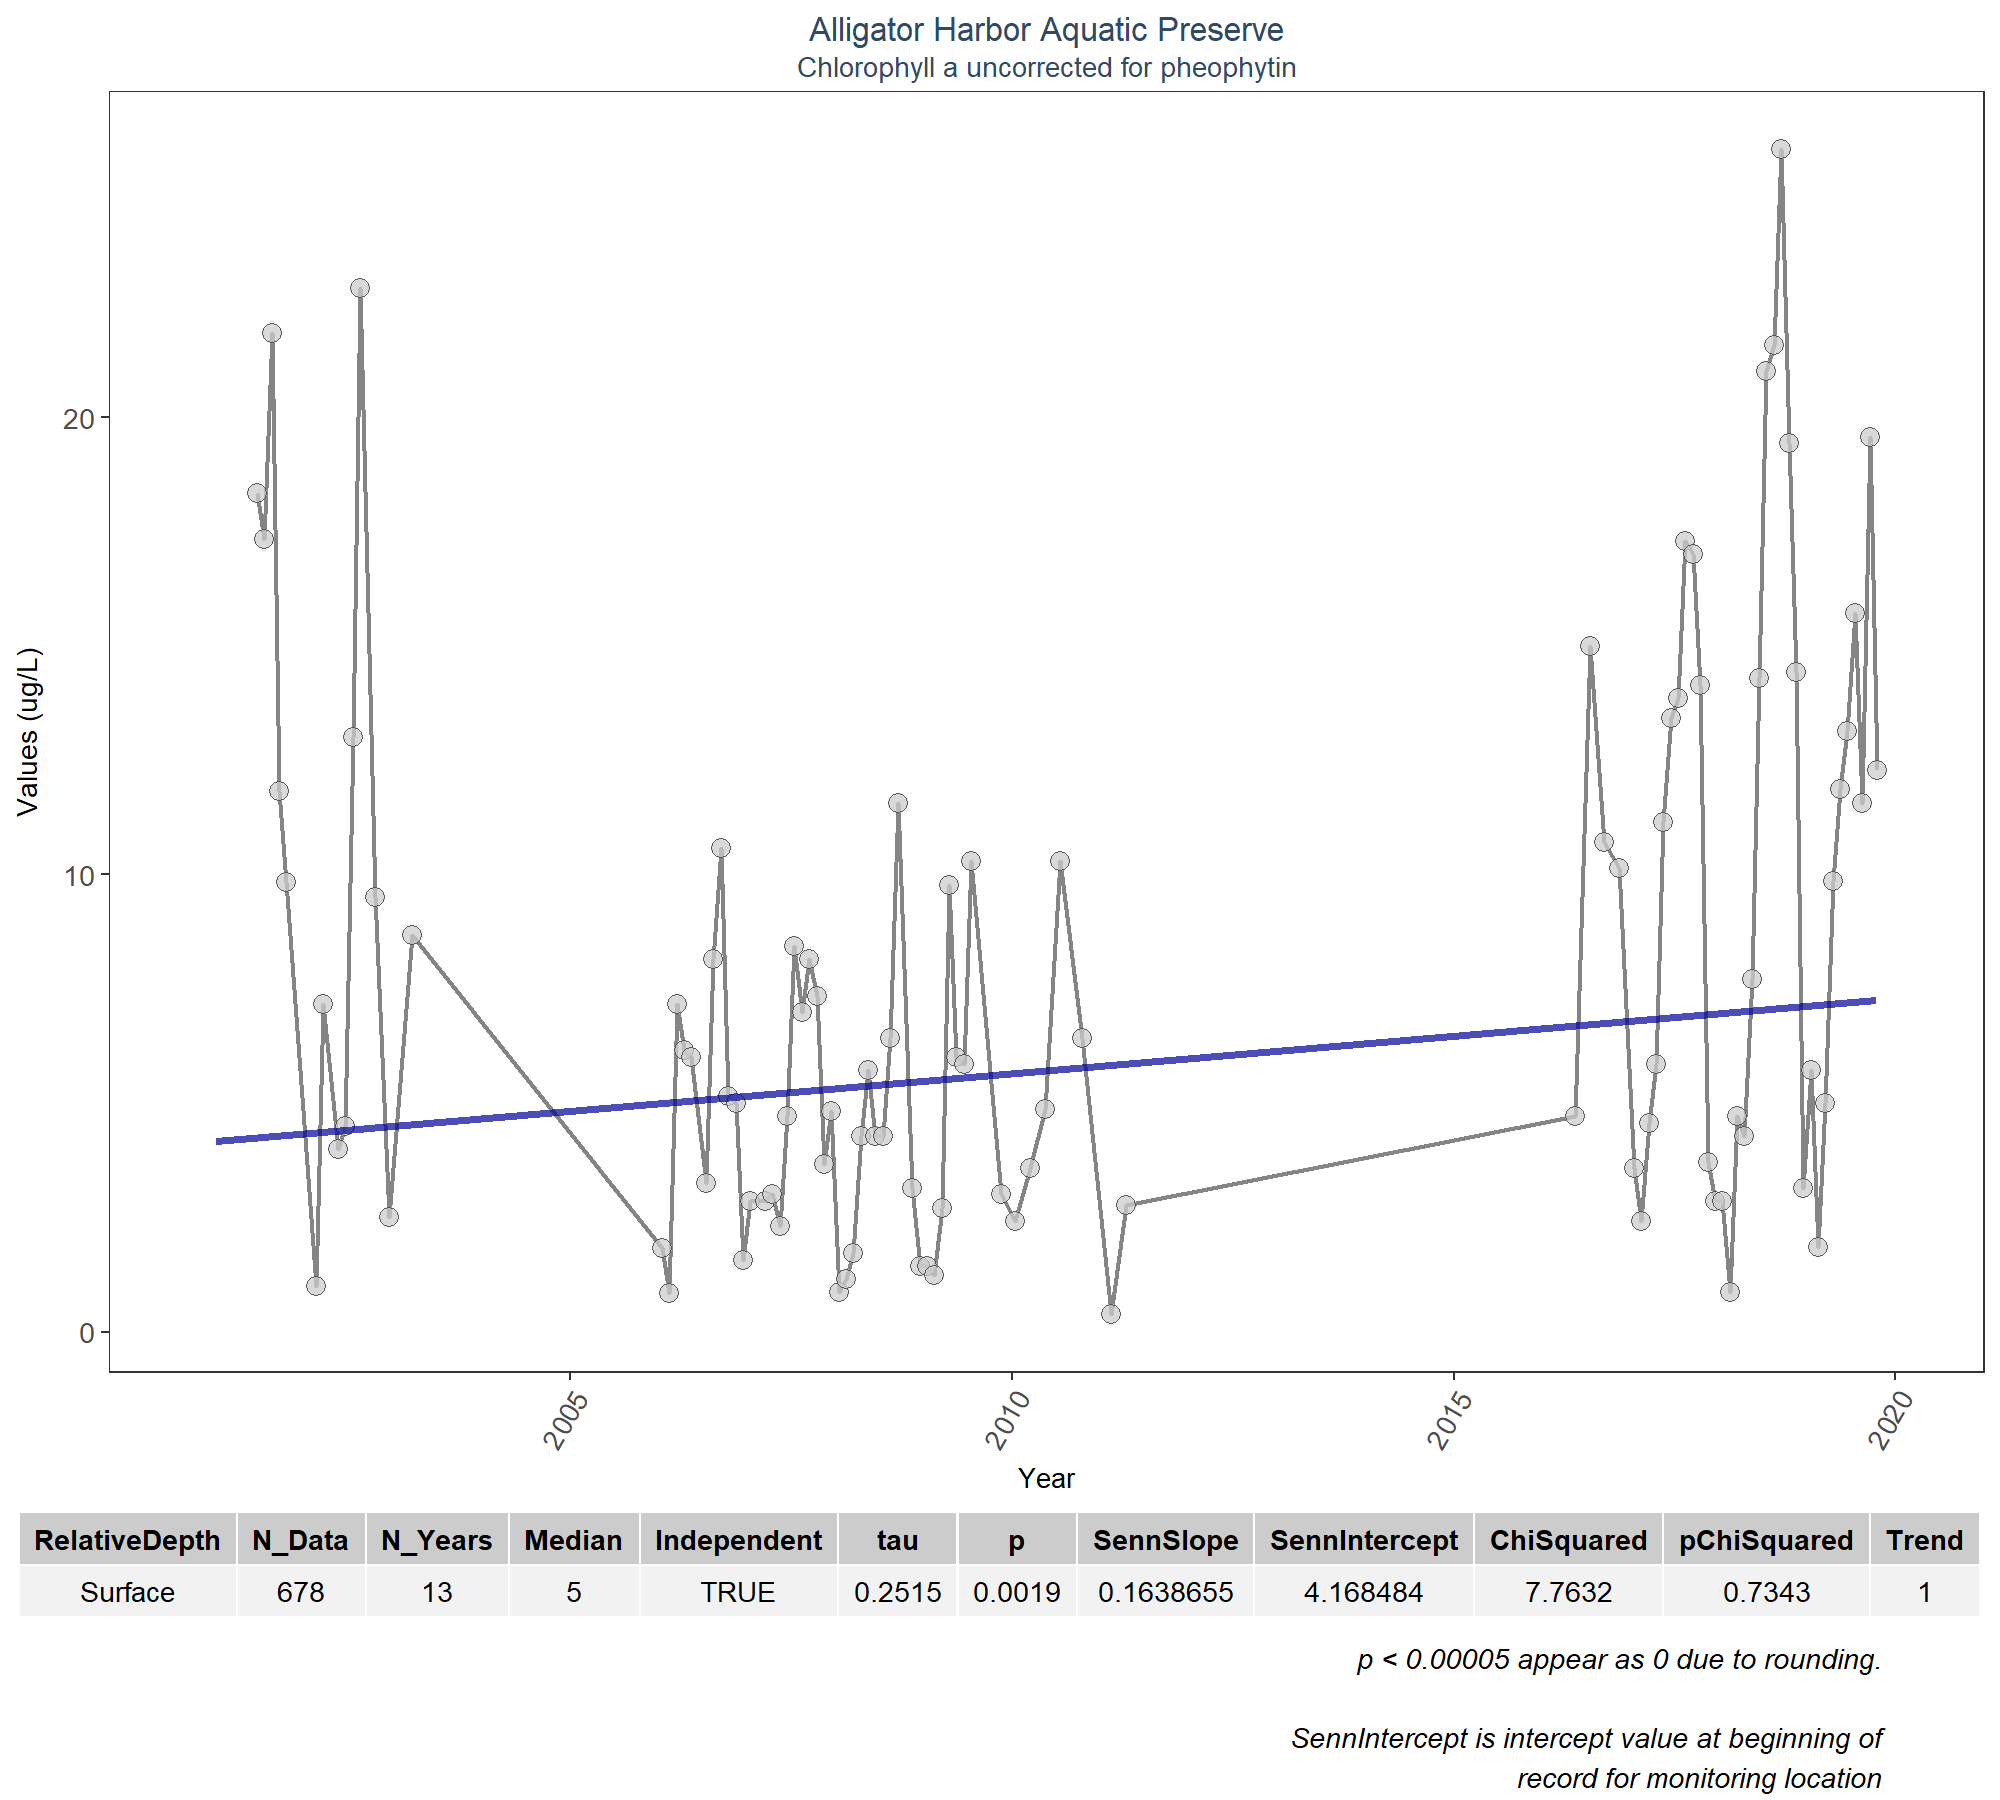 Alligator Harbor Aquatic Preserve
Chlorophyll a uncorrected for pheophytin
Values (ug/L)
20
10
0
2005
2010
2015
2020
Year
RelativeDepth N_Data N_Years Median Independent tau p SennSlope SennIntercept ChiSquared pChiSquared Trend
Surface 678 13 5 TRUE 0.2515 0.0019 0.1638655 4.168484 7.7632 0.7343 1
p < 0.00005 appear as 0 due to rounding.
SennIntercept is intercept value at beginning of
record for monitoring location